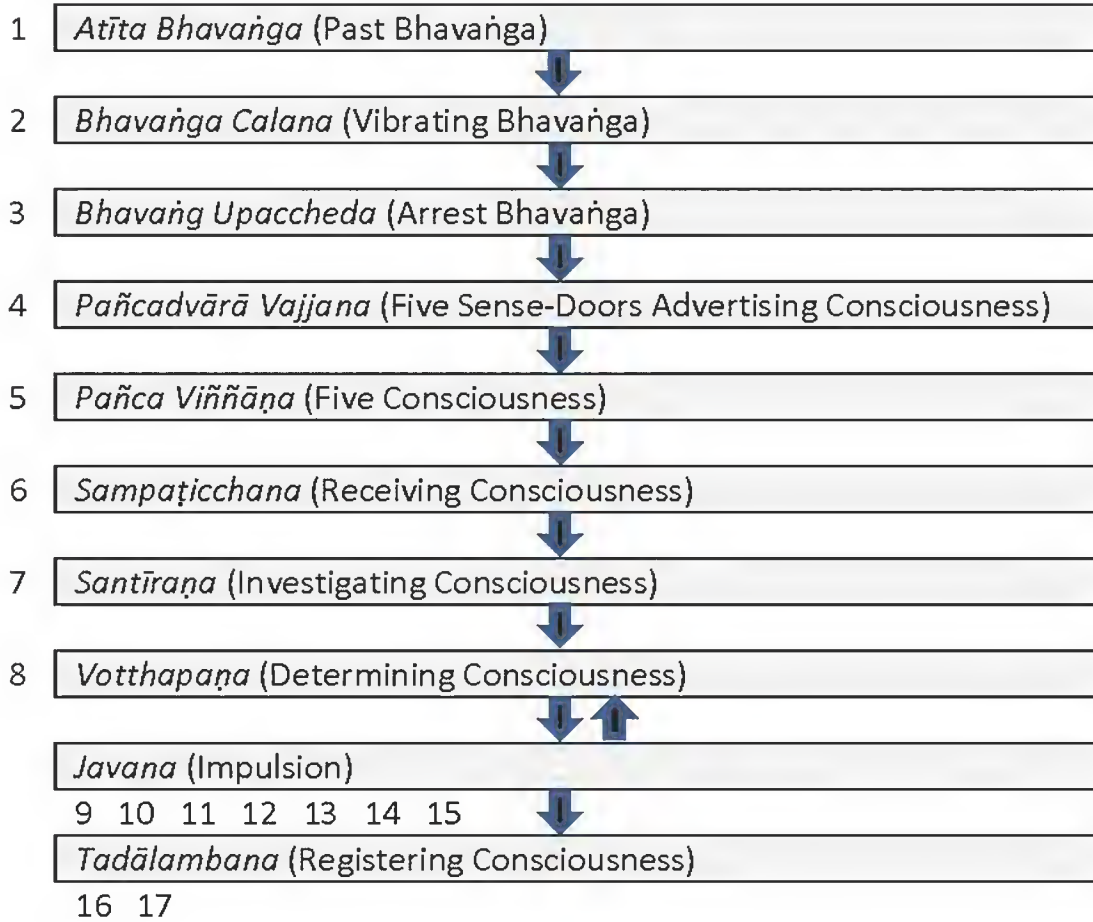 1 Atīta Bhavaṅga (Past Bhavaṅga)
2 Bhavaṅga Calana (Vibrating Bhavaṅga)
3 Bhavaṅg Upaccheda (Arrest Bhavaṅga)
4 Pañcadvārā Vajjana (Five Sense-Doors Advertising Consciousness)
5 Pañca Viññāṇa (Five Consciousness)
6 Sampaṭicchana (Receiving Consciousness)
7 Santīraṇa (Investigating Consciousness)
8 Votthapaṇa (Determining Consciousness)
Javana (Impulsion)
9 10 11 12 13 14 15
Tadālambana (Registering Consciousness)
16 17